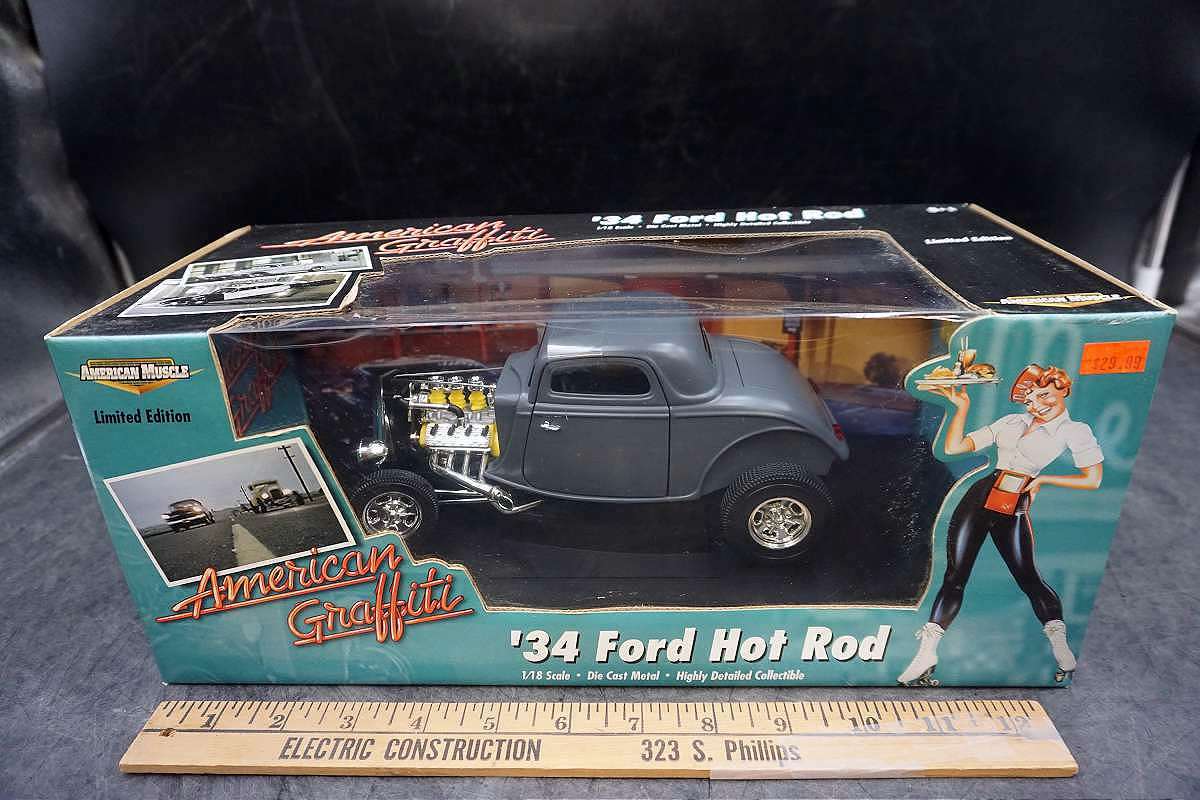 American
Graffiti
'34 Ford Hot Rod
1/18 Scale • Die Cast Metal • Highly Detailed Collectible
Limited Edition
AMERICAN MUSCLE
AMERICAN MUSCLE
Limited Edition
$29.99
American
Graffiti
'34 Ford Hot Rod
1/18 Scale • Die Cast Metal • Highly Detailed Collectible
1 2 3 4 5 6 7 8 9 10 11 12
ELECTRIC CONSTRUCTION 323 S. Phillips